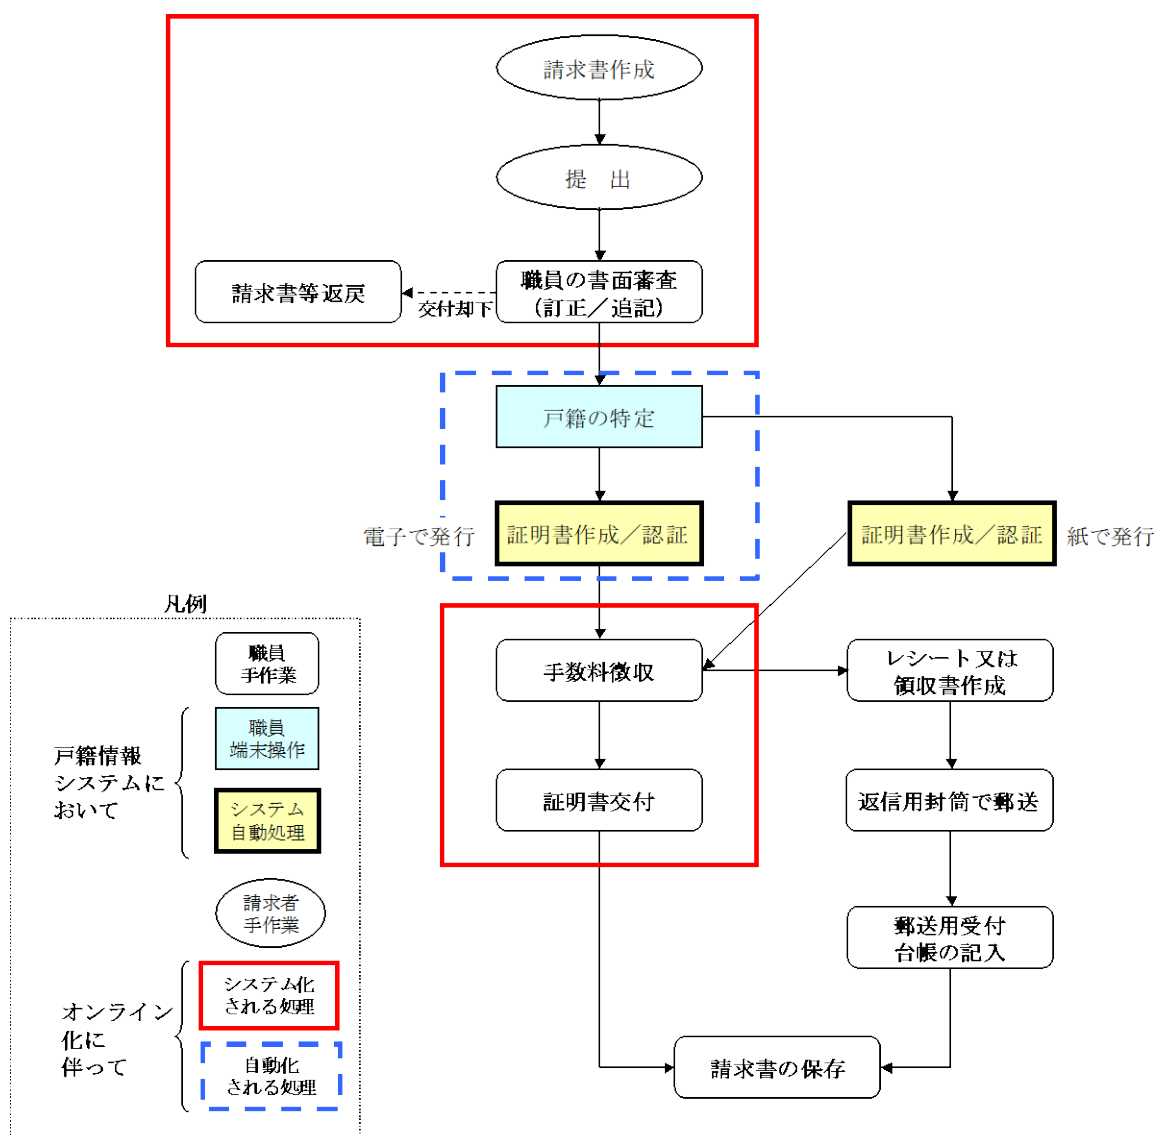 請求書作成
提　出
職員の書面審査
（訂正／追記）
交付却下
請求書等返戻
戸籍の特定
電子で発行
証明書作成／認証
証明書作成／認証
紙で発行
手数料徴収
レシート又は
領収書作成
証明書交付
返信用封筒で郵送
郵送用受付
台帳の記入
請求書の保存
凡例
職員
手作業
戸籍情報
システムに
おいて
職員
端末操作
システム
自動処理
請求者
手作業
オンライン
化に
伴って
システム化
される処理
自動化
される処理